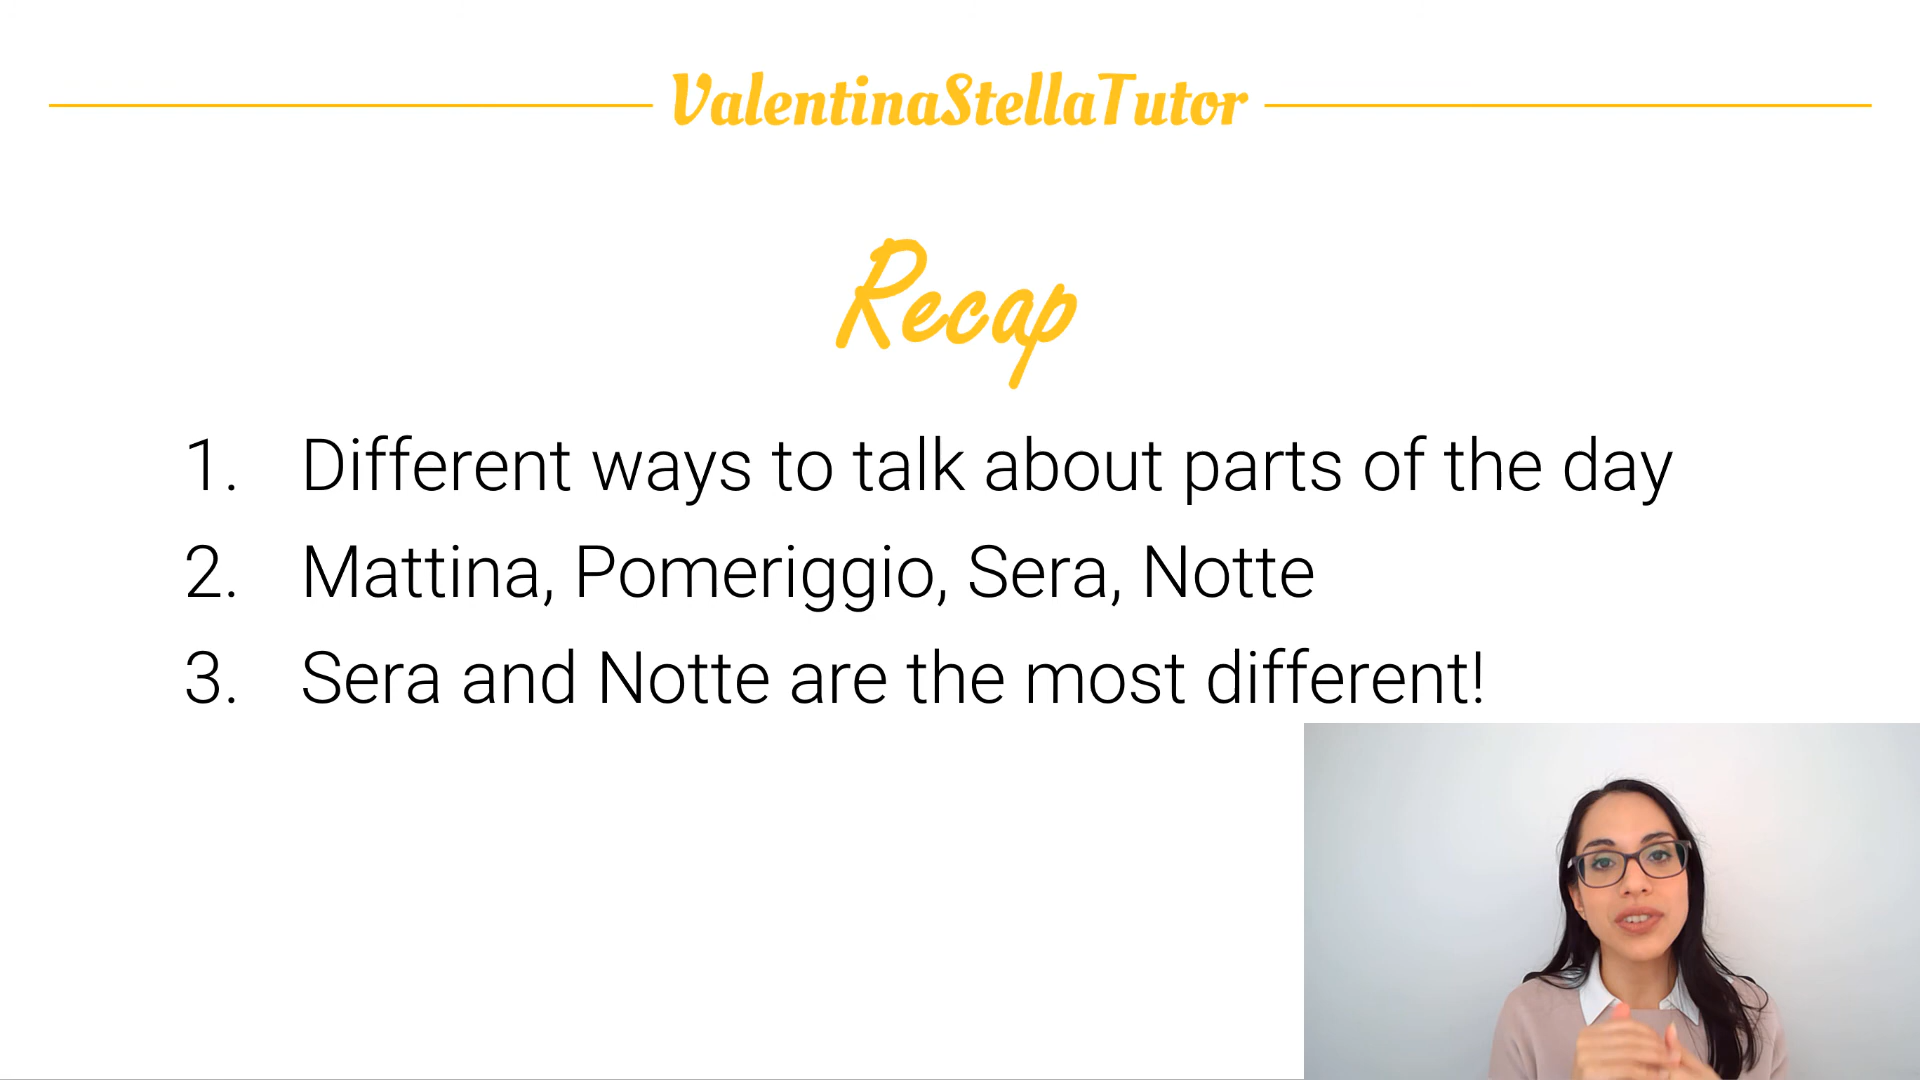 ValentinaStellaTutor
Recap
1. Different ways to talk about parts of the day
2. Mattina, Pomeriggio, Sera, Notte
3. Sera and Notte are the most different!